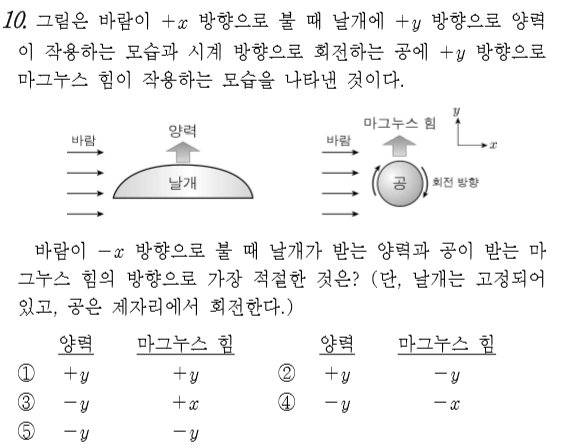 10. 그림은 바람이 +x 방향으로 불 때 날개에 +y 방향으로 양력
이 작용하는 모습과 시계 방향으로 회전하는 공에 +y 방향으로
마그누스 힘이 작용하는 모습을 나타낸 것이다.
바람 양력 날개
바람 마그누스 힘 공 회전 방향 y x
바람이 -x 방향으로 불 때 날개가 받는 양력과 공이 받는 마
그누스 힘의 방향으로 가장 적절한 것은? (단, 날개는 고정되어
있고, 공은 제자리에서 회전한다.)
양력 마그누스 힘 양력 마그누스 힘
① +y +y ② +y -y
③ -y +x ④ -y -x
⑤ -y -y